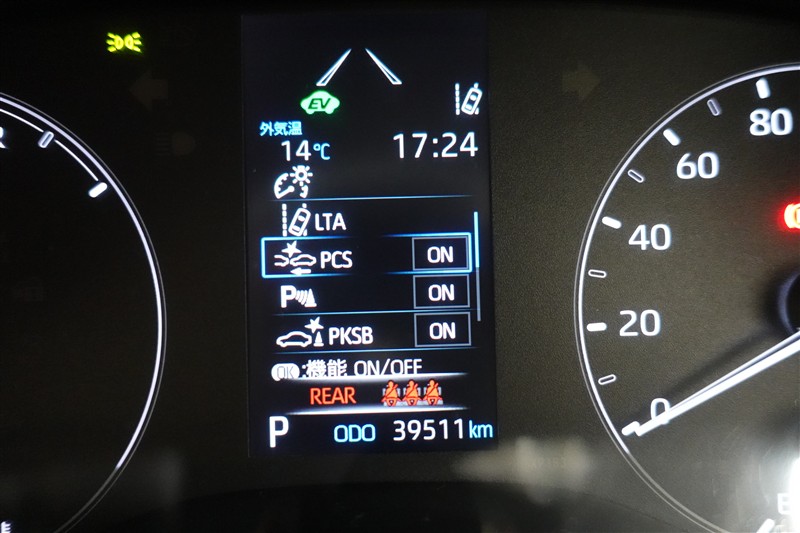 EV
外気温
14℃
17:24
LTA
PCS ON
P ON
PKSB ON
OK :機能 ON/OFF
REAR
P ODO 39511km
80
60
40
20
0